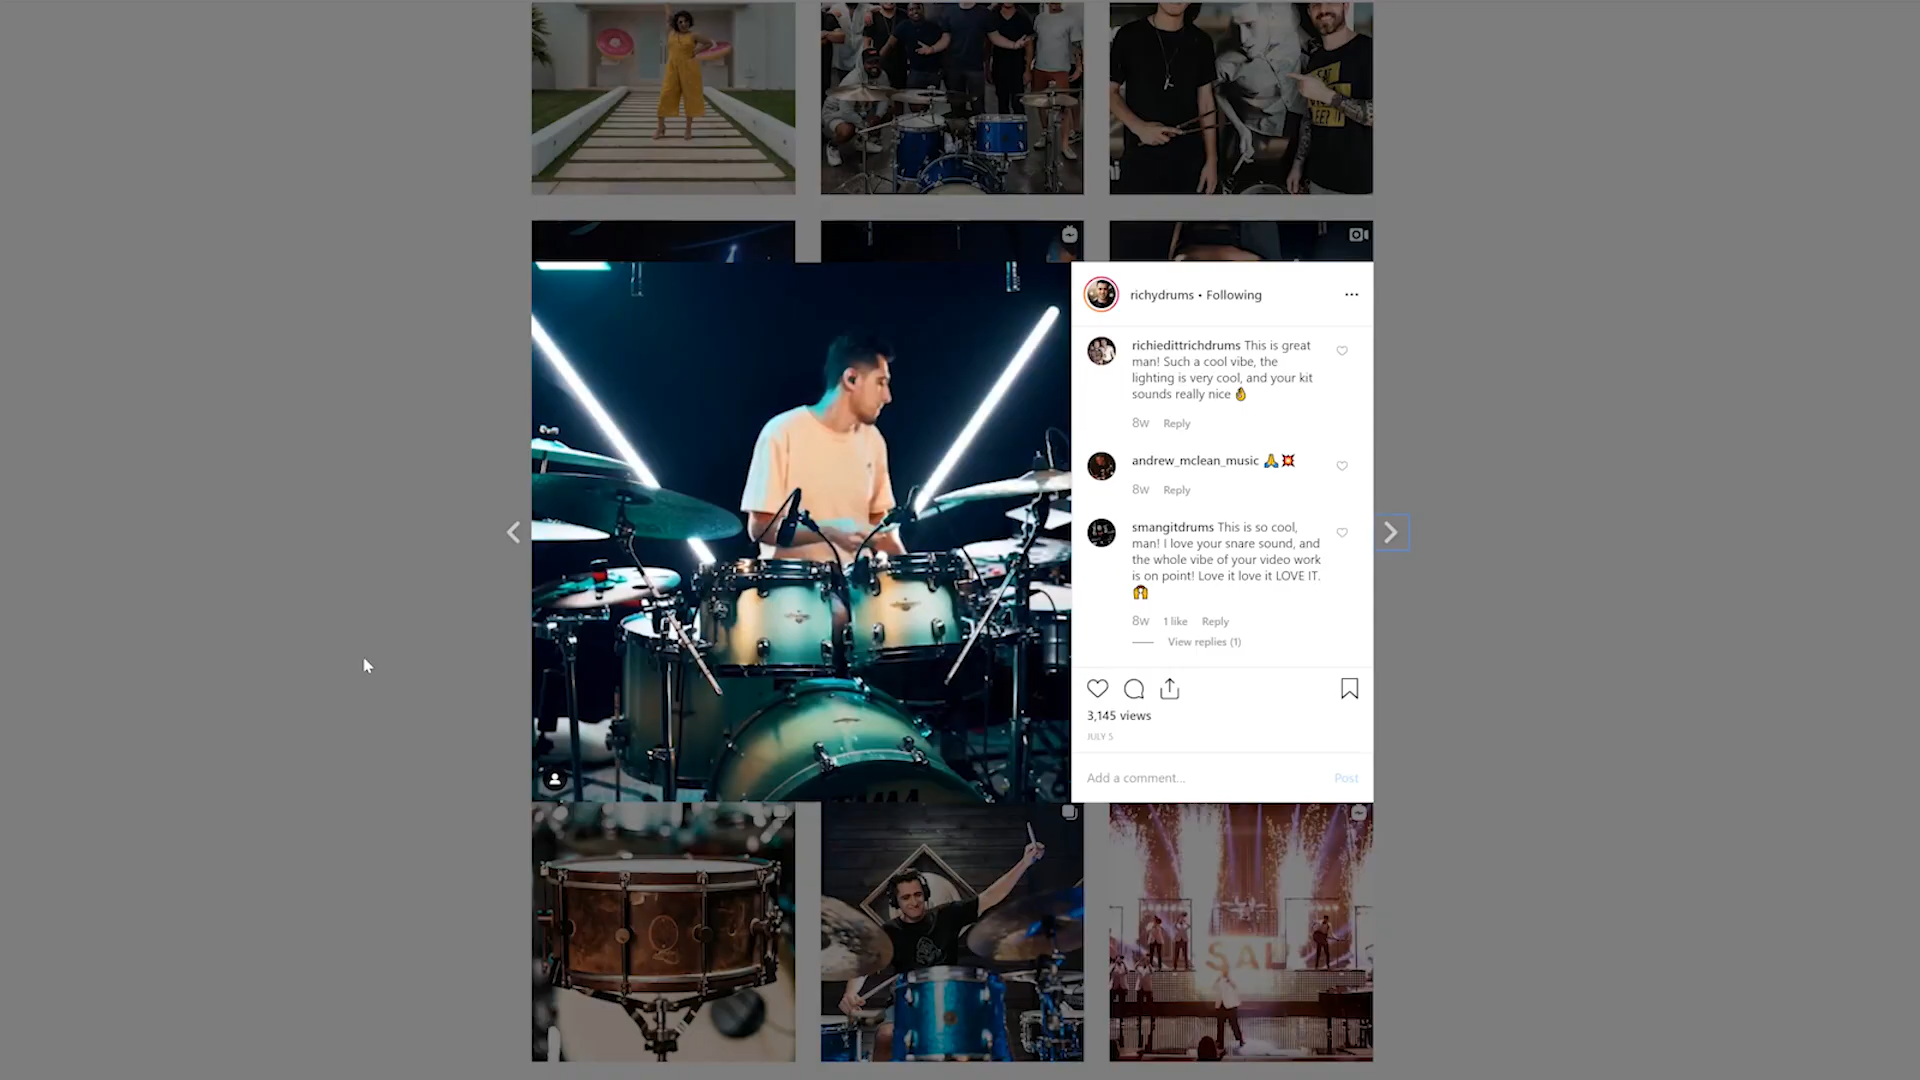 richydrums • Following
richiedittrichdrums This is great
man! Such a cool vibe, the
lighting is very cool, and your kit
sounds really nice 👌
8w Reply
andrew_mclean_music 🙏💥
8w Reply
smangitdrums This is so cool,
man! I love your snare sound, and
the whole vibe of your video work
is on point! Love it love it LOVE IT.
🙌
8w 1 like Reply
View replies (1)
3,145 views
JULY 5
Add a comment... Post
TAMA
SAL